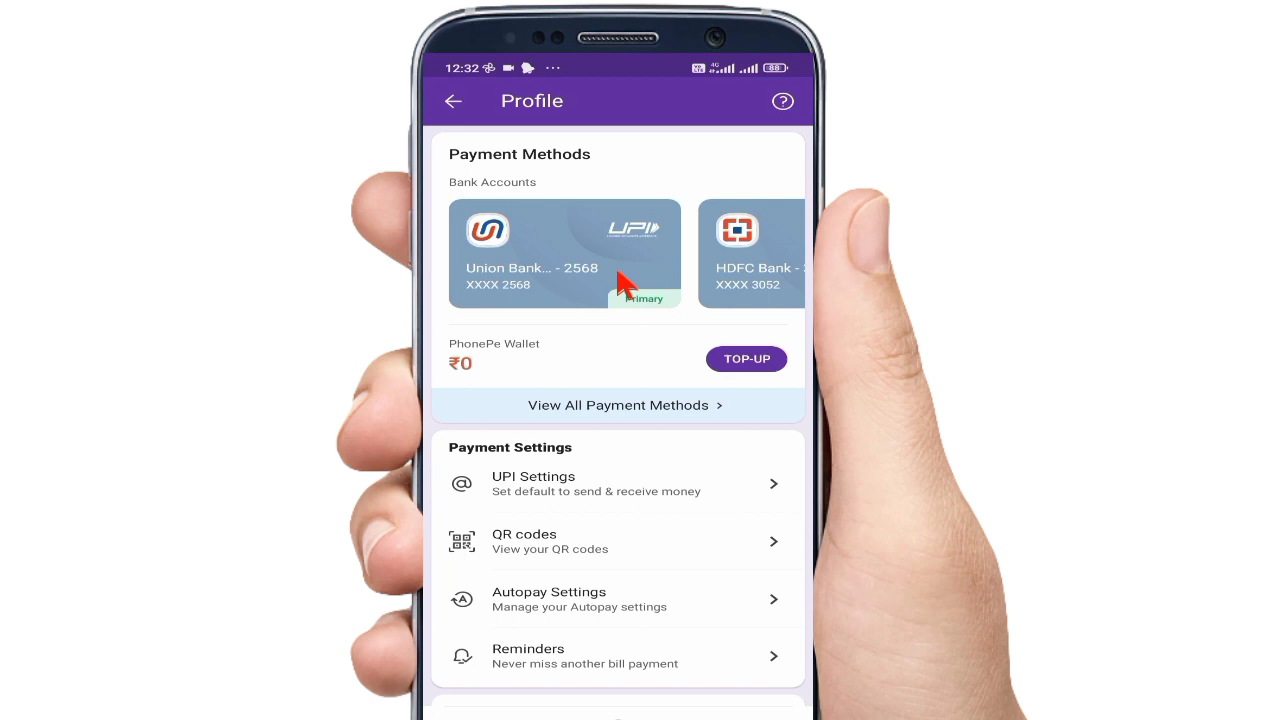 12:32
88
Profile
Payment Methods
Bank Accounts
UPI
Union Bank... - 2568
XXXX 2568
Primary
HDFC Bank -
XXXX 3052
PhonePe Wallet
₹0
TOP-UP
View All Payment Methods >
Payment Settings
UPI Settings
Set default to send & receive money
QR codes
View your QR codes
Autopay Settings
Manage your Autopay settings
Reminders
Never miss another bill payment